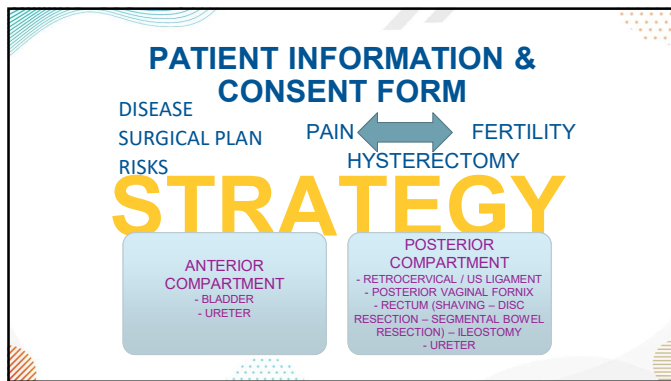 PATIENT INFORMATION &
CONSENT FORM
DISEASE
SURGICAL PLAN
RISKS
PAIN
FERTILITY
HYSTERECTOMY
STRATEGY
ANTERIOR
COMPARTMENT
- BLADDER
- URETER
POSTERIOR
COMPARTMENT
- RETROCERVICAL / US LIGAMENT
- POSTERIOR VAGINAL FORNIX
- RECTUM (SHAVING – DISC
RESECTION – SEGMENTAL BOWEL
RESECTION) – ILEOSTOMY
- URETER